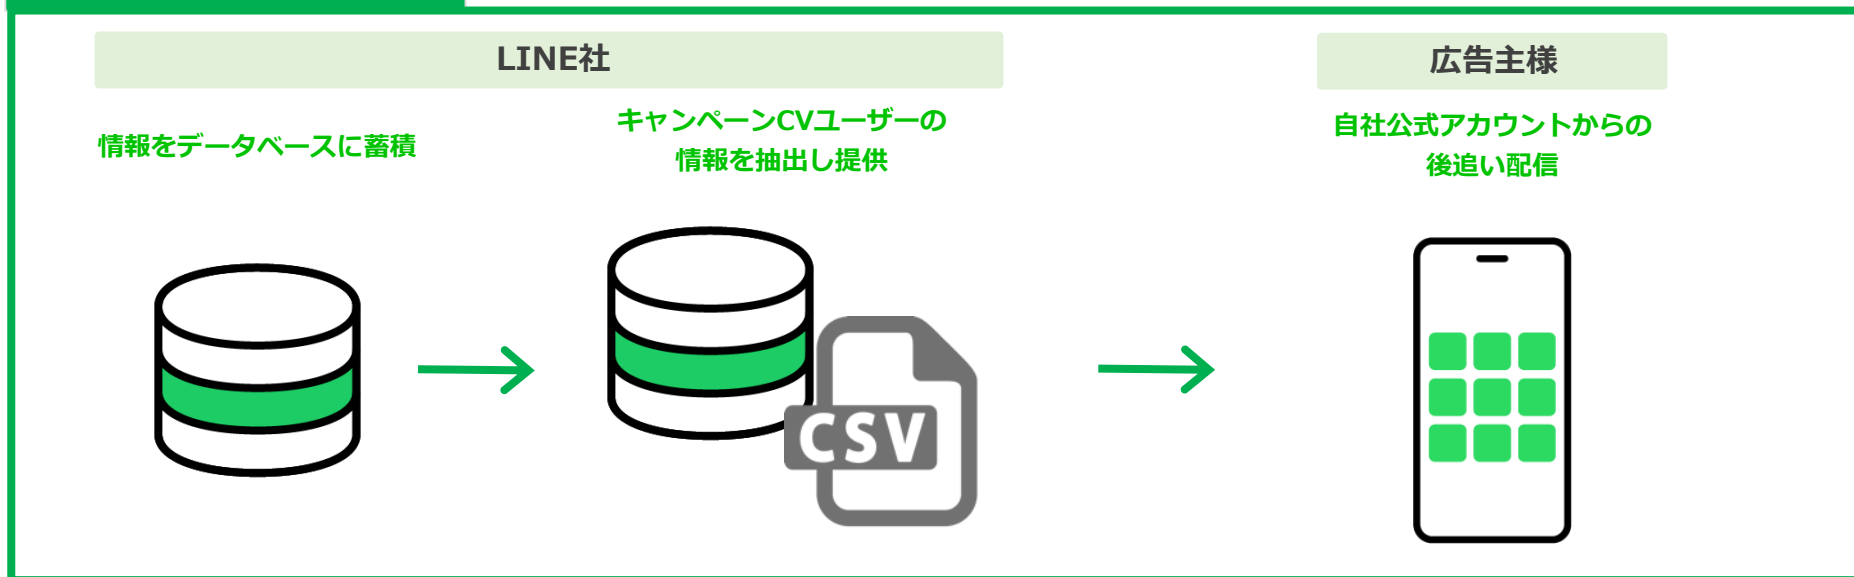 LINE社
広告主様
情報をデータベースに蓄積
キャンペーンCVユーザーの
情報を抽出し提供
自社公式アカウントからの
後追い配信
CSV